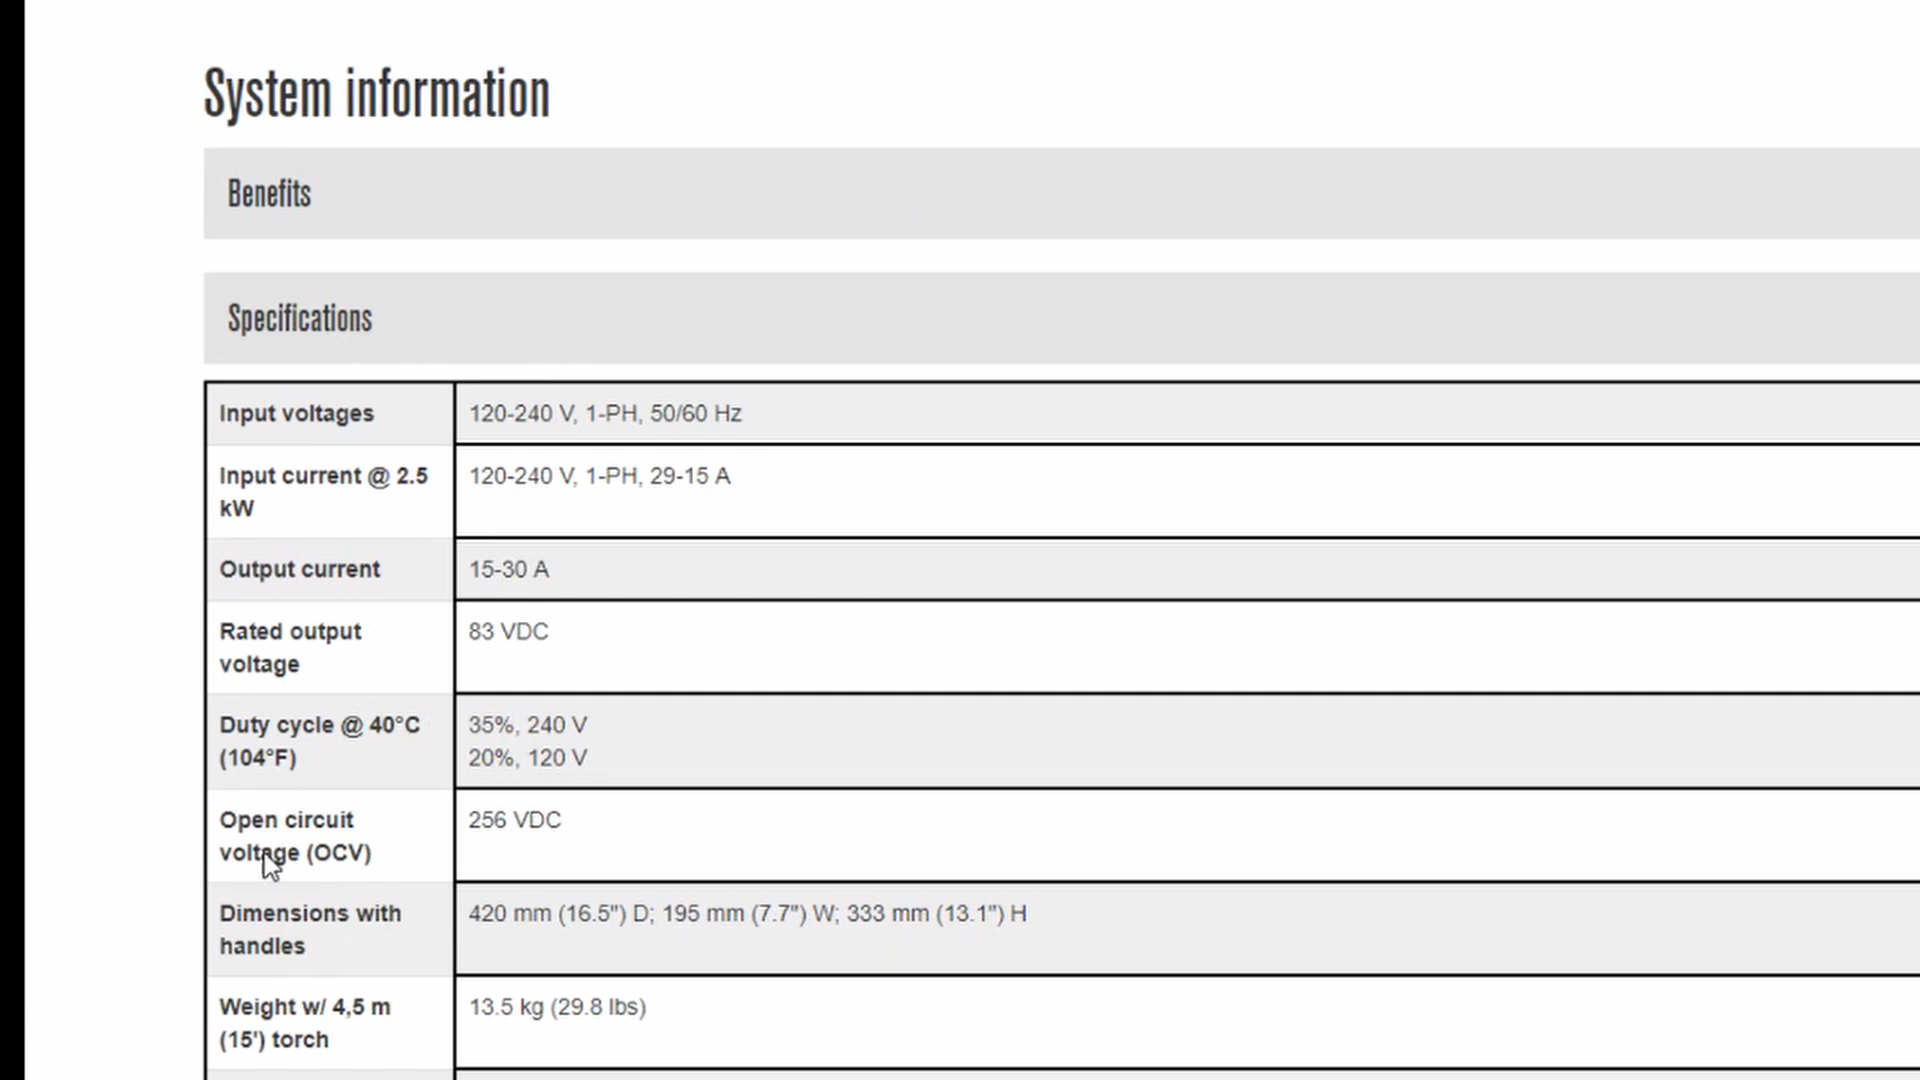 System information
Benefits
Specifications
Input voltages
120-240 V, 1-PH, 50/60 Hz
Input current @ 2.5
kW
120-240 V, 1-PH, 29-15 A
Output current
15-30 A
Rated output
voltage
83 VDC
Duty cycle @ 40°C
(104°F)
35%, 240 V
20%, 120 V
Open circuit
voltage (OCV)
256 VDC
Dimensions with
handles
420 mm (16.5") D; 195 mm (7.7") W; 333 mm (13.1") H
Weight w/ 4,5 m
(15') torch
13.5 kg (29.8 lbs)